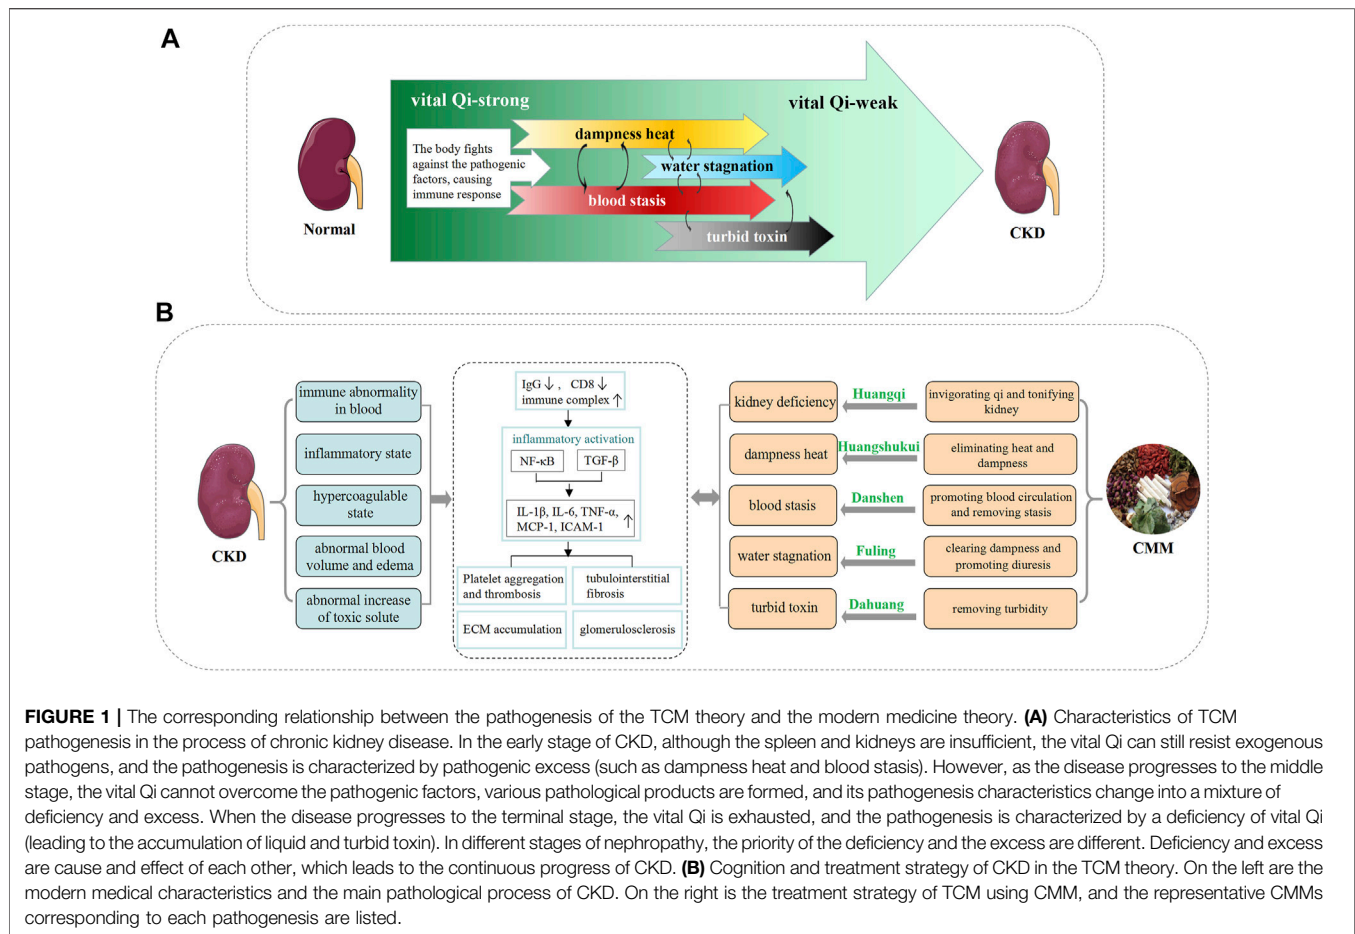 A
vital Qi-strong
vital Qi-weak
dampness heat
The body fights
against the pathogenic
factors, causing
immune response
water stagnation
blood stasis
turbid toxin
Normal
CKD
B
immune abnormality
in blood
inflammatory state
hypercoagulable
state
abnormal blood
volume and edema
abnormal increase
of toxic solute
CKD
IgG ↓ , CD8 ↓
immune complex ↑
inflammatory activation
NF-κB
TGF-β
IL-1β, IL-6, TNF-α,
MCP-1, ICAM-1 ↑
Platelet aggregation
and thrombosis
tubulointerstitial
fibrosis
ECM accumulation
glomerulosclerosis
kidney deficiency
Huangqi
invigorating qi and tonifying
kidney
dampness heat
Huangshukui
eliminating heat and
dampness
blood stasis
Danshen
promoting blood circulation
and removing stasis
water stagnation
Fuling
clearing dampness and
promoting diuresis
turbid toxin
Dahuang
removing turbidity
CMM
FIGURE 1 | The corresponding relationship between the pathogenesis of the TCM theory and the modern medicine theory. (A) Characteristics of TCM
pathogenesis in the process of chronic kidney disease. In the early stage of CKD, although the spleen and kidneys are insufficient, the vital Qi can still resist exogenous
pathogens, and the pathogenesis is characterized by pathogenic excess (such as dampness heat and blood stasis). However, as the disease progresses to the middle
stage, the vital Qi cannot overcome the pathogenic factors, various pathological products are formed, and its pathogenesis characteristics change into a mixture of
deficiency and excess. When the disease progresses to the terminal stage, the vital Qi is exhausted, and the pathogenesis is characterized by a deficiency of vital Qi
(leading to the accumulation of liquid and turbid toxin). In different stages of nephropathy, the priority of the deficiency and the excess are different. Deficiency and excess
are cause and effect of each other, which leads to the continuous progress of CKD. (B) Cognition and treatment strategy of CKD in the TCM theory. On the left are the
modern medical characteristics and the main pathological process of CKD. On the right is the treatment strategy of TCM using CMM, and the representative CMMs
corresponding to each pathogenesis are listed.